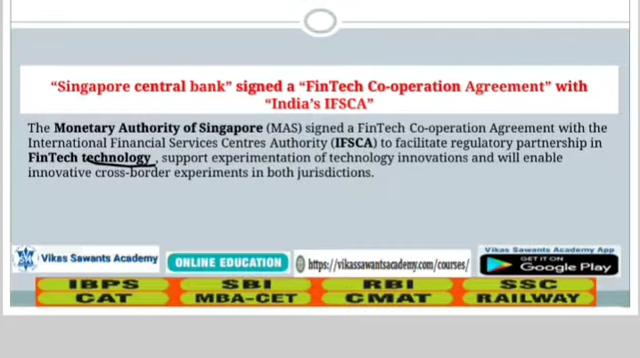 “Singapore central bank” signed a “FinTech Co-operation Agreement” with
“India’s IFSCA”
The Monetary Authority of Singapore (MAS) signed a FinTech Co-operation Agreement with the
International Financial Services Centres Authority (IFSCA) to facilitate regulatory partnership in
FinTech technology , support experimentation of technology innovations and will enable
innovative cross-border experiments in both jurisdictions.
Vikas Sawants Academy
ONLINE EDUCATION
https://vikassawantsacademy.com/courses/
Vikas Sawants Academy App
GET IT ON
Google Play
IBPS SBI RBI SSC
CAT MBA-CET CMAT RAILWAY